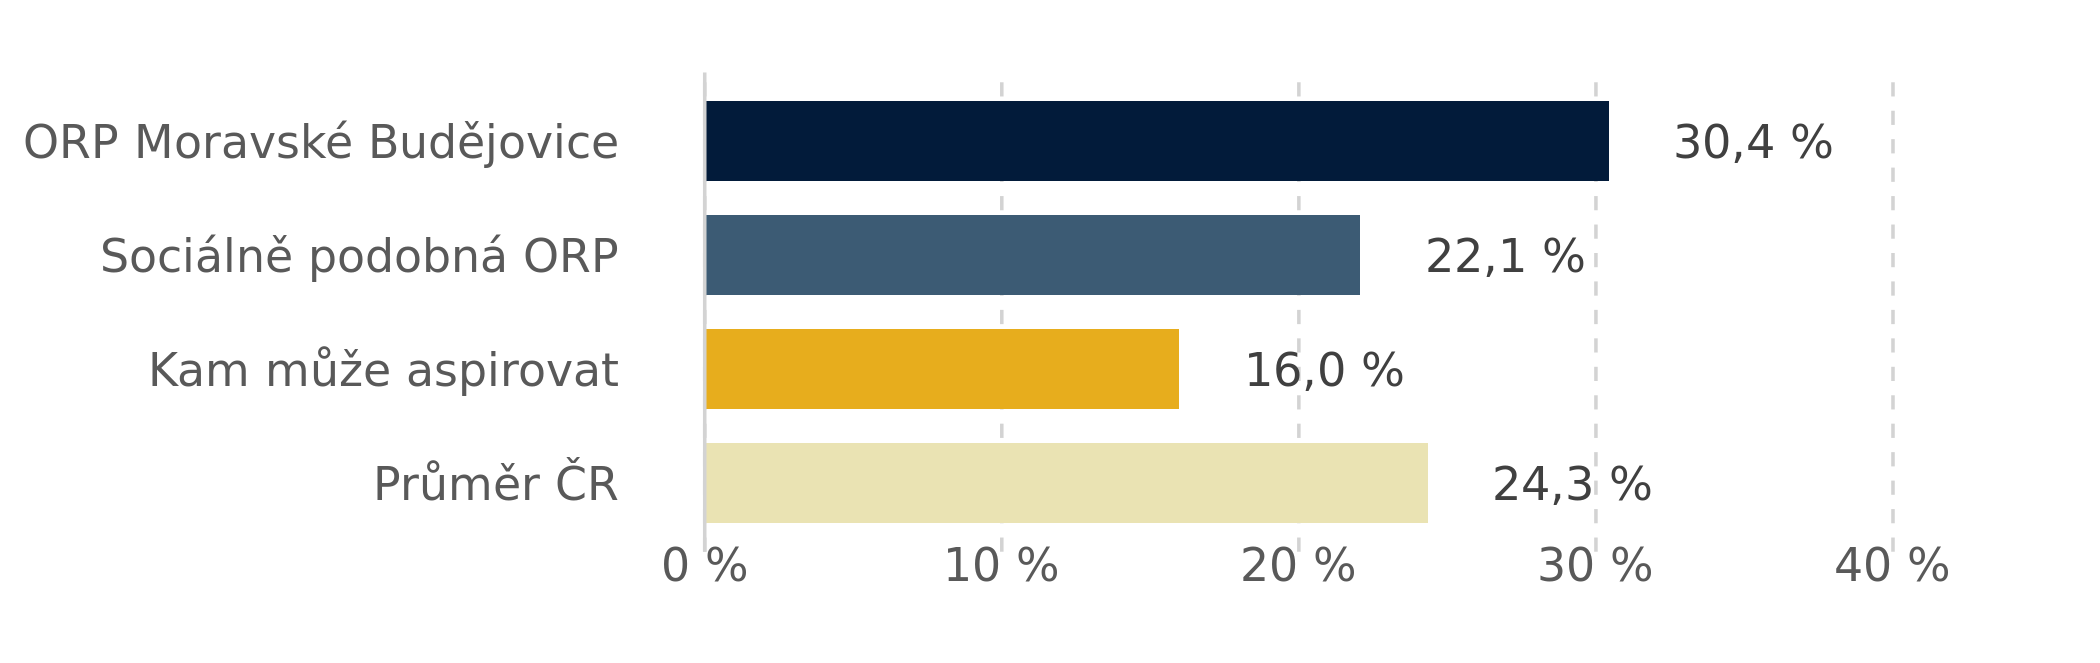 ORP Moravské Budějovice 30,4 %
Sociálně podobná ORP 22,1 %
Kam může aspirovat 16,0 %
Průměr ČR 24,3 %
0 % 10 % 20 % 30 % 40 %